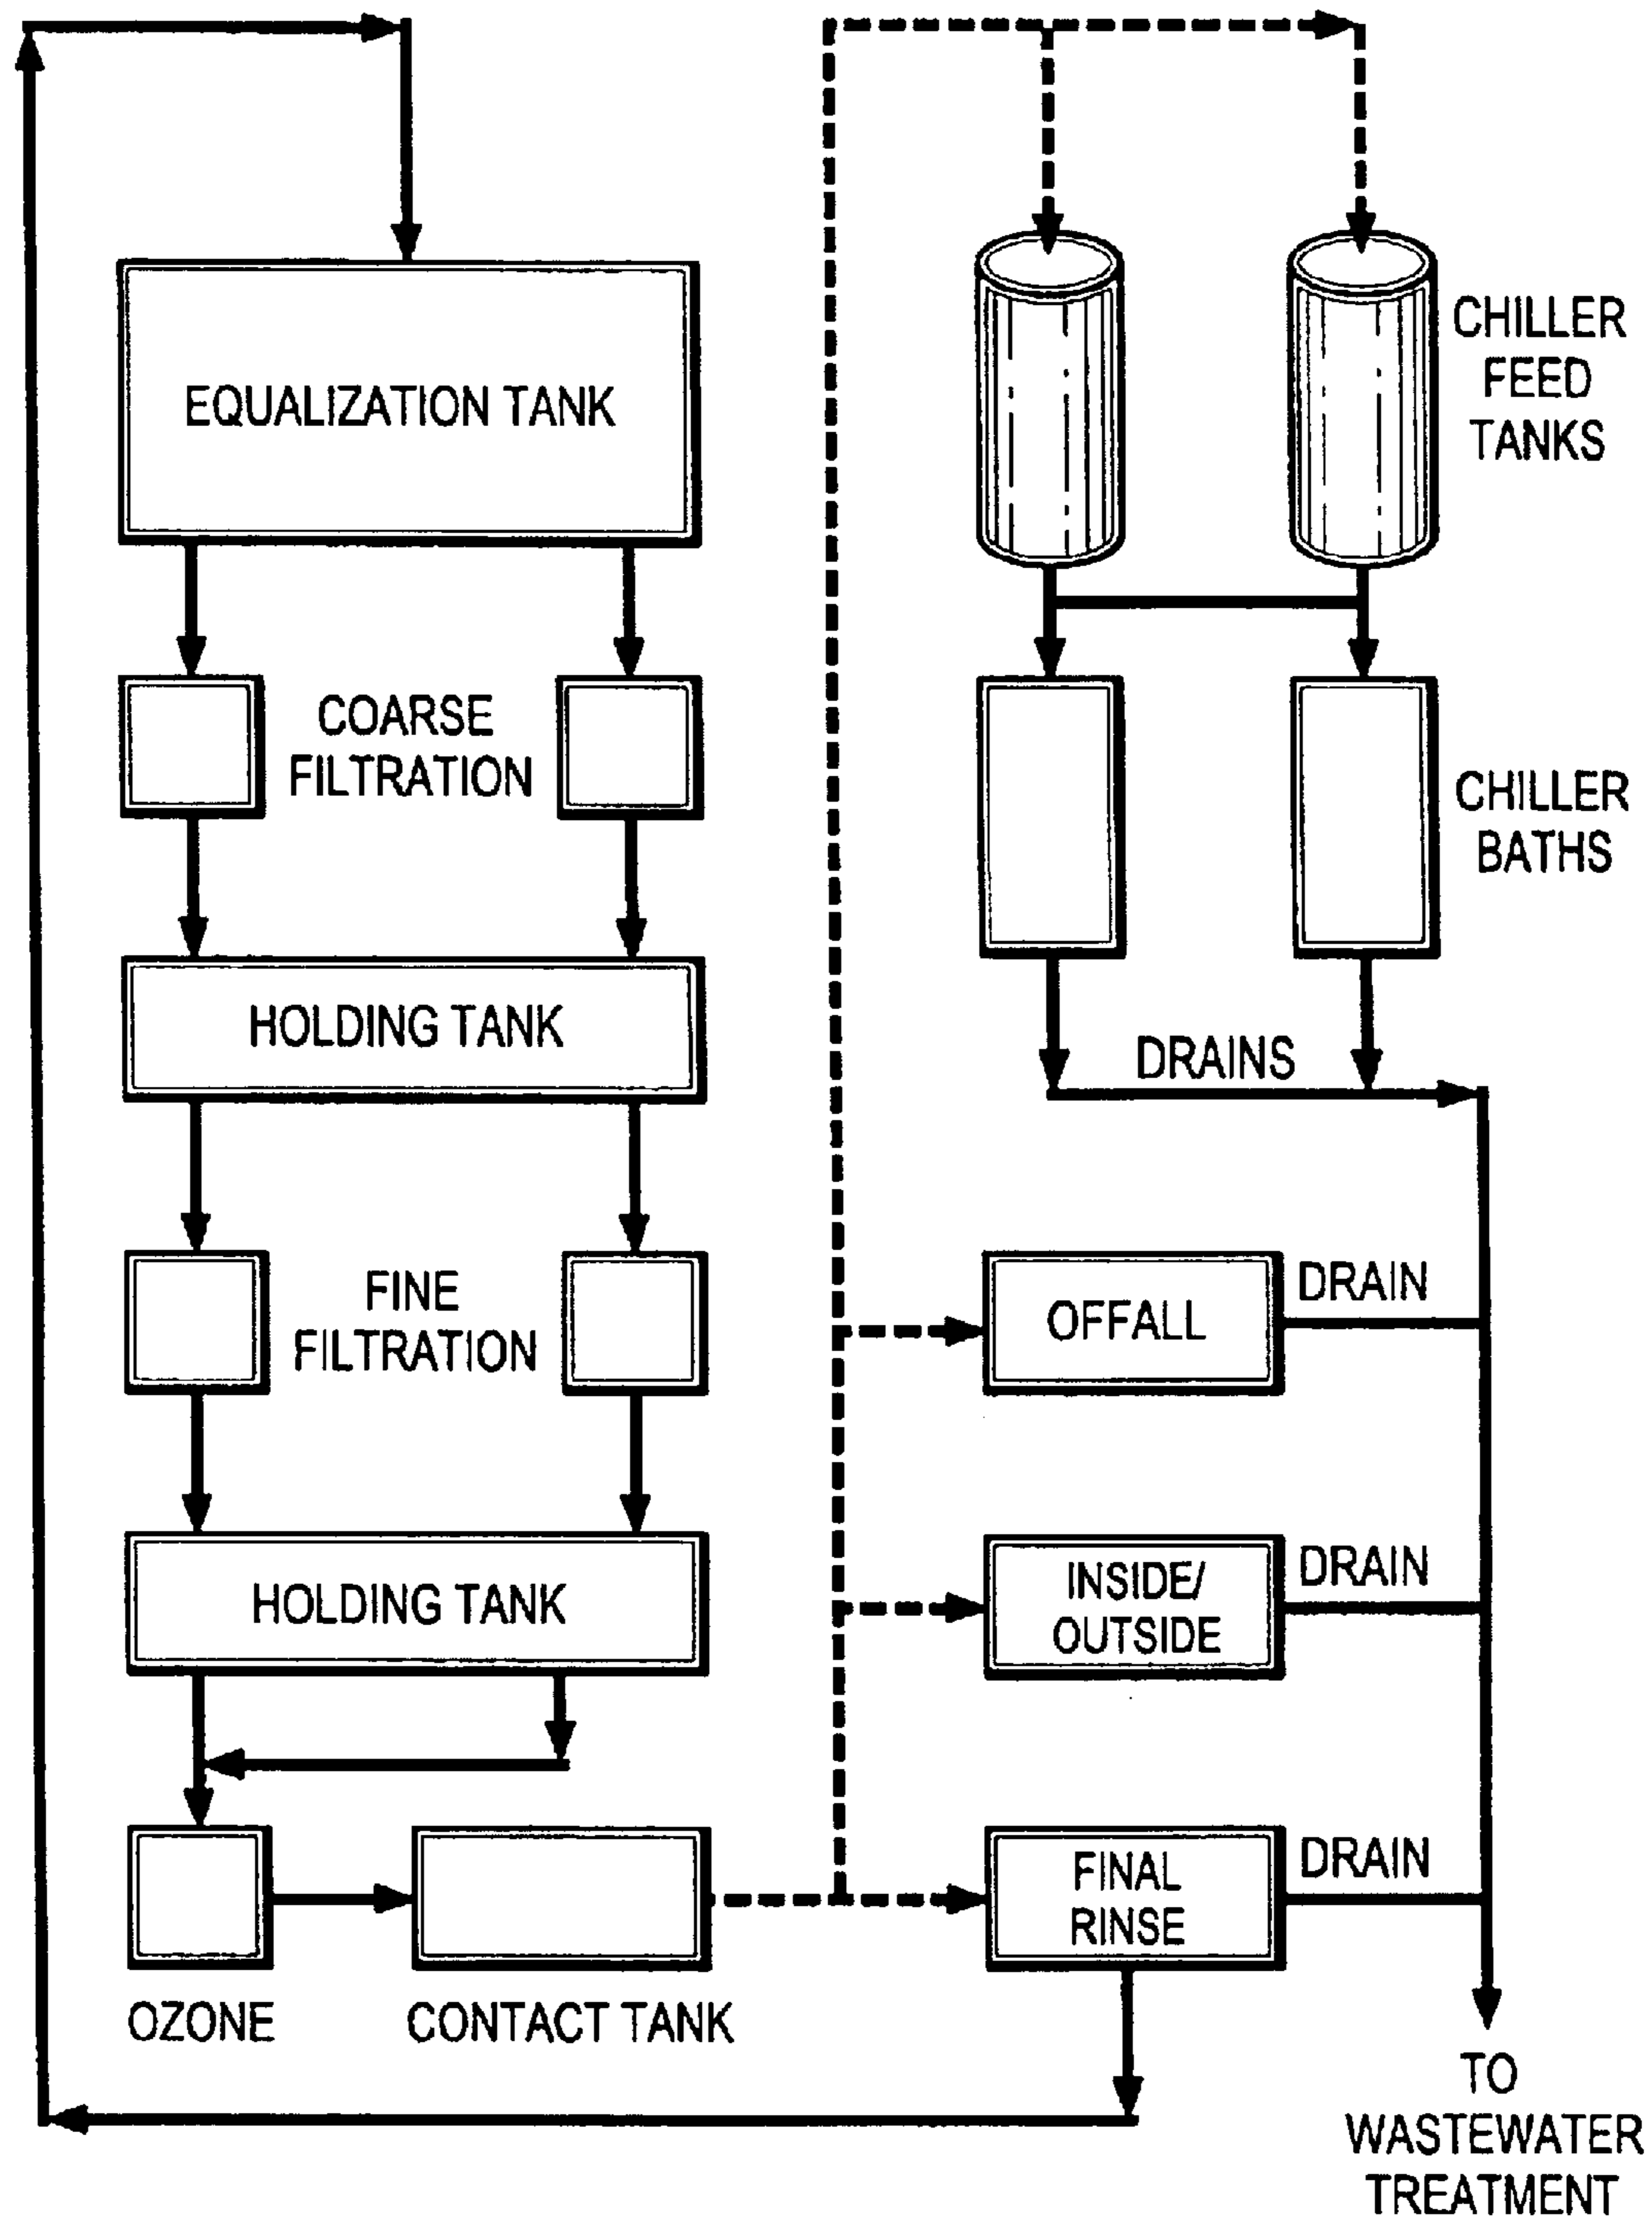 EQUALIZATION TANK
COARSE
FILTRATION
HOLDING TANK
FINE
FILTRATION
HOLDING TANK
OZONE
CONTACT TANK
CHILLER
FEED
TANKS
CHILLER
BATHS
DRAINS
OFFALL
DRAIN
INSIDE/
OUTSIDE
DRAIN
FINAL
RINSE
DRAIN
TO
WASTEWATER
TREATMENT